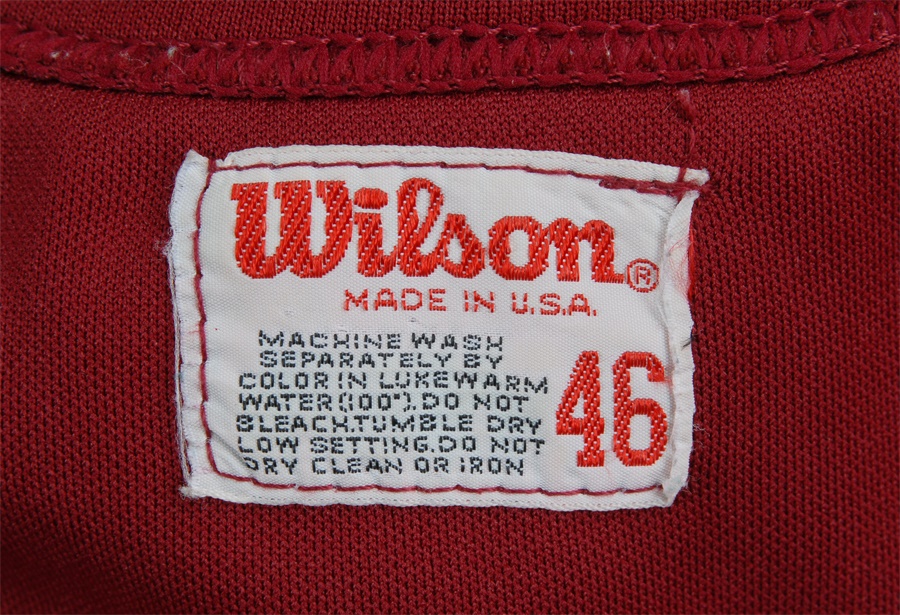 Wilson®
MADE IN U.S.A.
MACHINE WASH
SEPARATELY BY
COLOR IN LUKEWARM
WATER(100°).DO NOT
BLEACH.TUMBLE DRY
LOW SETTING.DO NOT
DRY CLEAN OR IRON
46